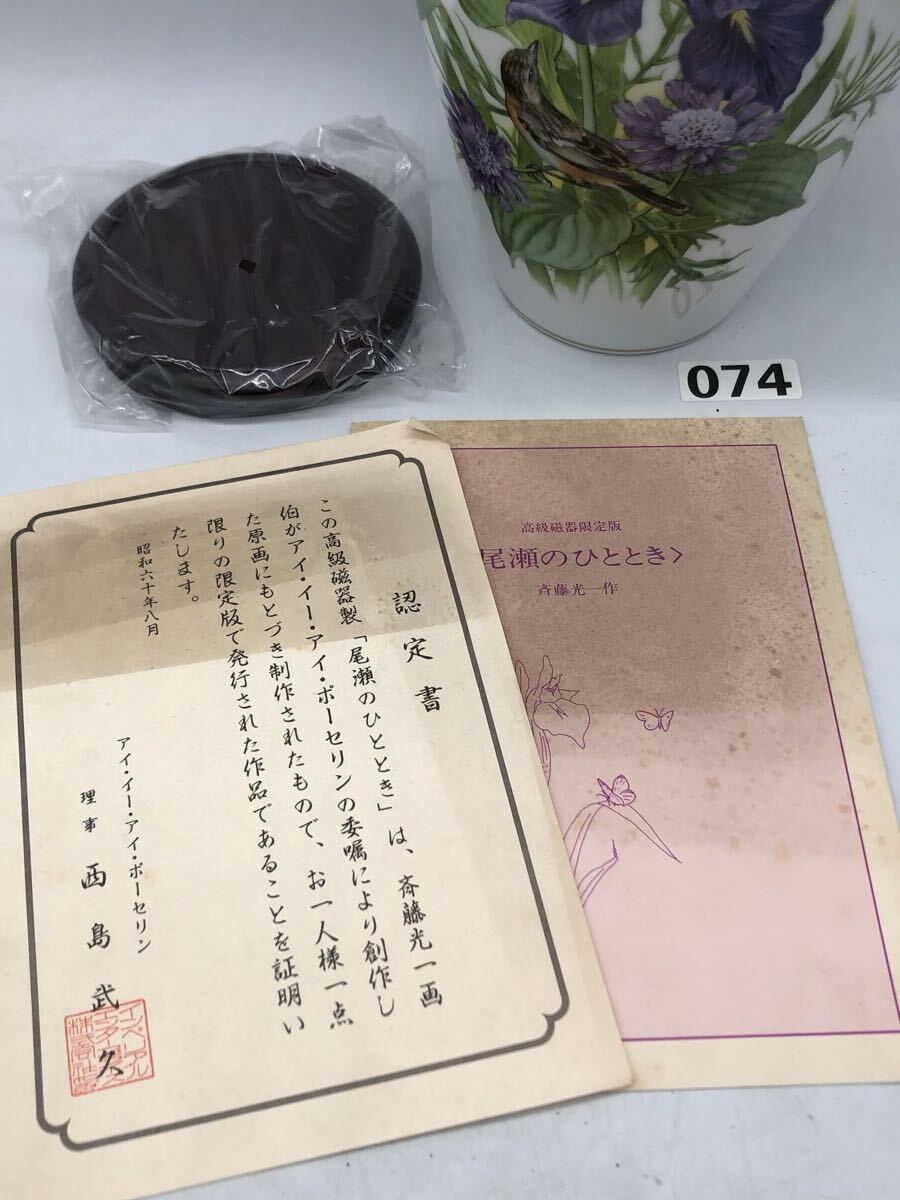 074
高級磁器限定版
尾瀬のひととき〉
斉藤光一作
認定書
この高級磁器製「尾瀬のひととき」は、斉藤光一画
伯がアイ・イー・アイ・ポーセリンの委嘱により創作し
た原画にもとづき制作されたもので、お一人様一点
限りの限定版で発行された作品であることを証明い
たします。
昭和六十年八月
アイ・イー・アイ・ポーセリン
理事 西島武久